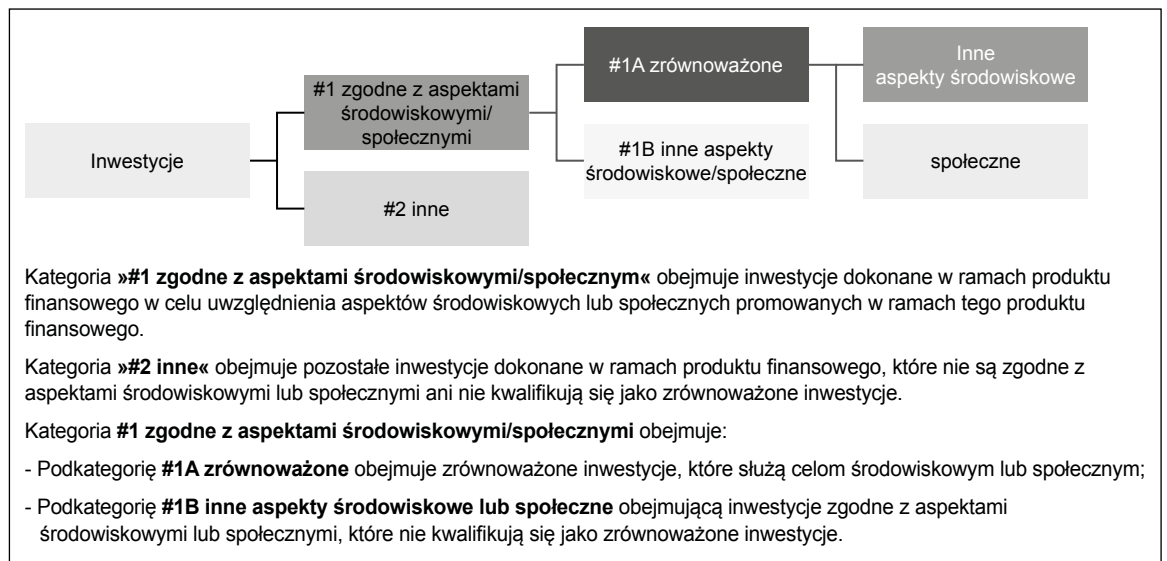 Inwestycje
#1 zgodne z aspektami
środowiskowymi/
społecznymi
#2 inne
#1A zrównoważone
#1B inne aspekty
środowiskowe/społeczne
Inne
aspekty środowiskowe
społeczne
Kategoria »#1 zgodne z aspektami środowiskowymi/społecznym« obejmuje inwestycje dokonane w ramach produktu
finansowego w celu uwzględnienia aspektów środowiskowych lub społecznych promowanych w ramach tego produktu
finansowego.
Kategoria »#2 inne« obejmuje pozostałe inwestycje dokonane w ramach produktu finansowego, które nie są zgodne z
aspektami środowiskowymi lub społecznymi ani nie kwalifikują się jako zrównoważone inwestycje.
Kategoria #1 zgodne z aspektami środowiskowymi/społecznymi obejmuje:
- Podkategorię #1A zrównoważone obejmuje zrównoważone inwestycje, które służą celom środowiskowym lub społecznym;
- Podkategorię #1B inne aspekty środowiskowe lub społeczne obejmującą inwestycje zgodne z aspektami
środowiskowymi lub społecznymi, które nie kwalifikują się jako zrównoważone inwestycje.